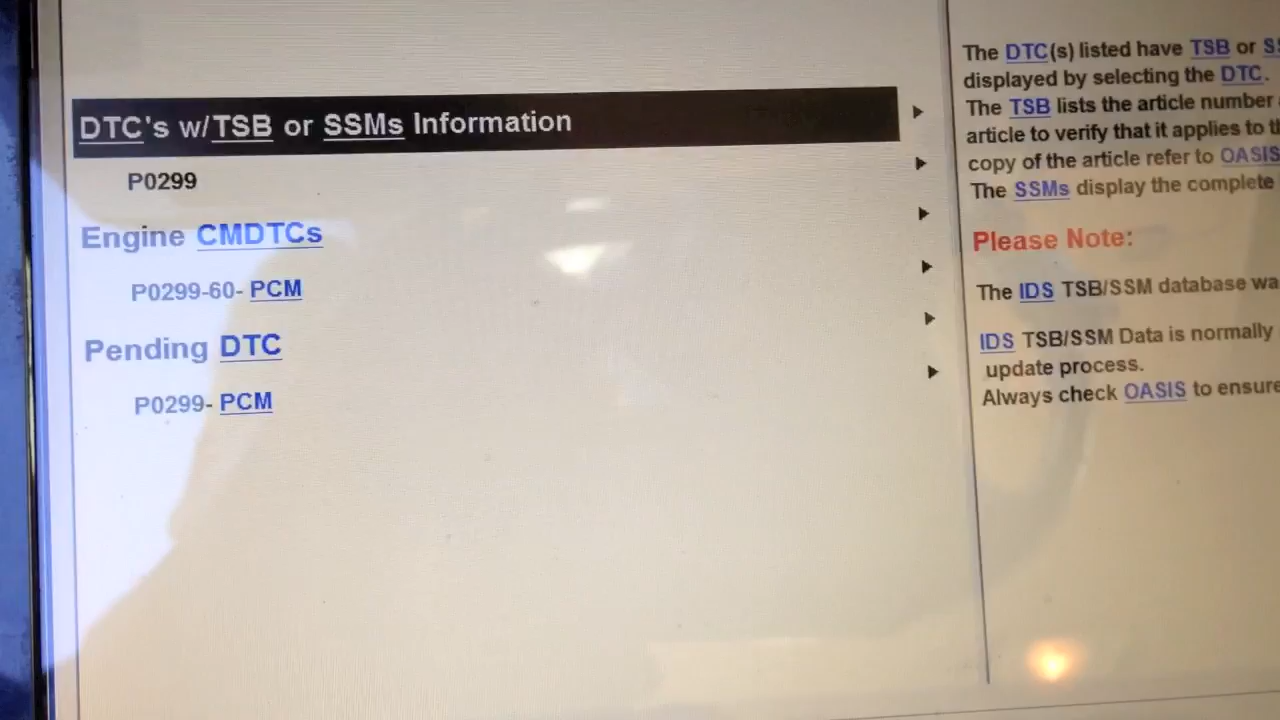 DTC's w/TSB or SSMs Information
P0299
Engine CMDTCs
P0299-60- PCM
Pending DTC
P0299- PCM
The DTC(s) listed have TSB or
displayed by selecting the DTC.
The TSB lists the article number
article to verify that it applies to
copy of the article refer to OASIS
The SSMs display the complete
Please Note:
The IDS TSB/SSM database
IDS TSB/SSM Data is normally
update process.
Always check OASIS to ensure